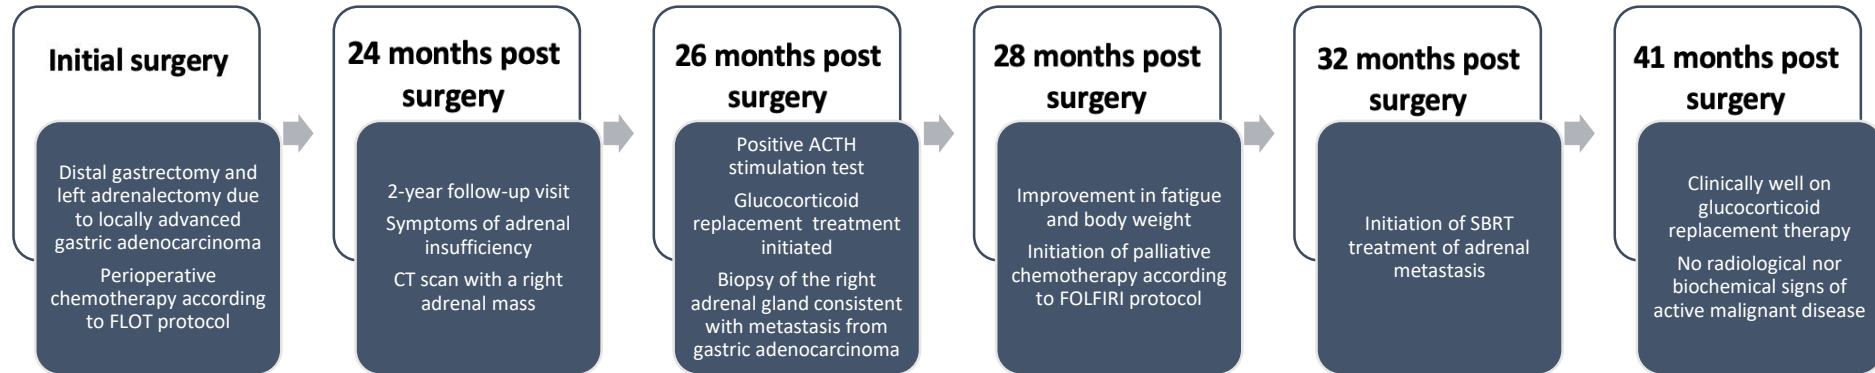 Initial surgery
Distal gastrectomy and
left adrenalectomy due
to locally advanced
gastric adenocarcinoma
Perioperative
chemotherapy according
to FLOT protocol
24 months post
surgery
2-year follow-up visit
Symptoms of adrenal
insufficiency
CT scan with a right
adrenal mass
26 months post
surgery
Positive ACTH
stimulation test
Glucocorticoid
replacement treatment
initiated
Biopsy of the right
adrenal gland consistent
with metastasis from
gastric adenocarcinoma
28 months post
surgery
Improvement in fatigue
and body weight
Initiation of palliative
chemotherapy according
to FOLFIRI protocol
32 months post
surgery
Initiation of SBRT
treatment of adrenal
metastasis
41 months post
surgery
Clinically well on
glucocorticoid
replacement therapy
No radiological nor
biochemical signs of
active malignant disease